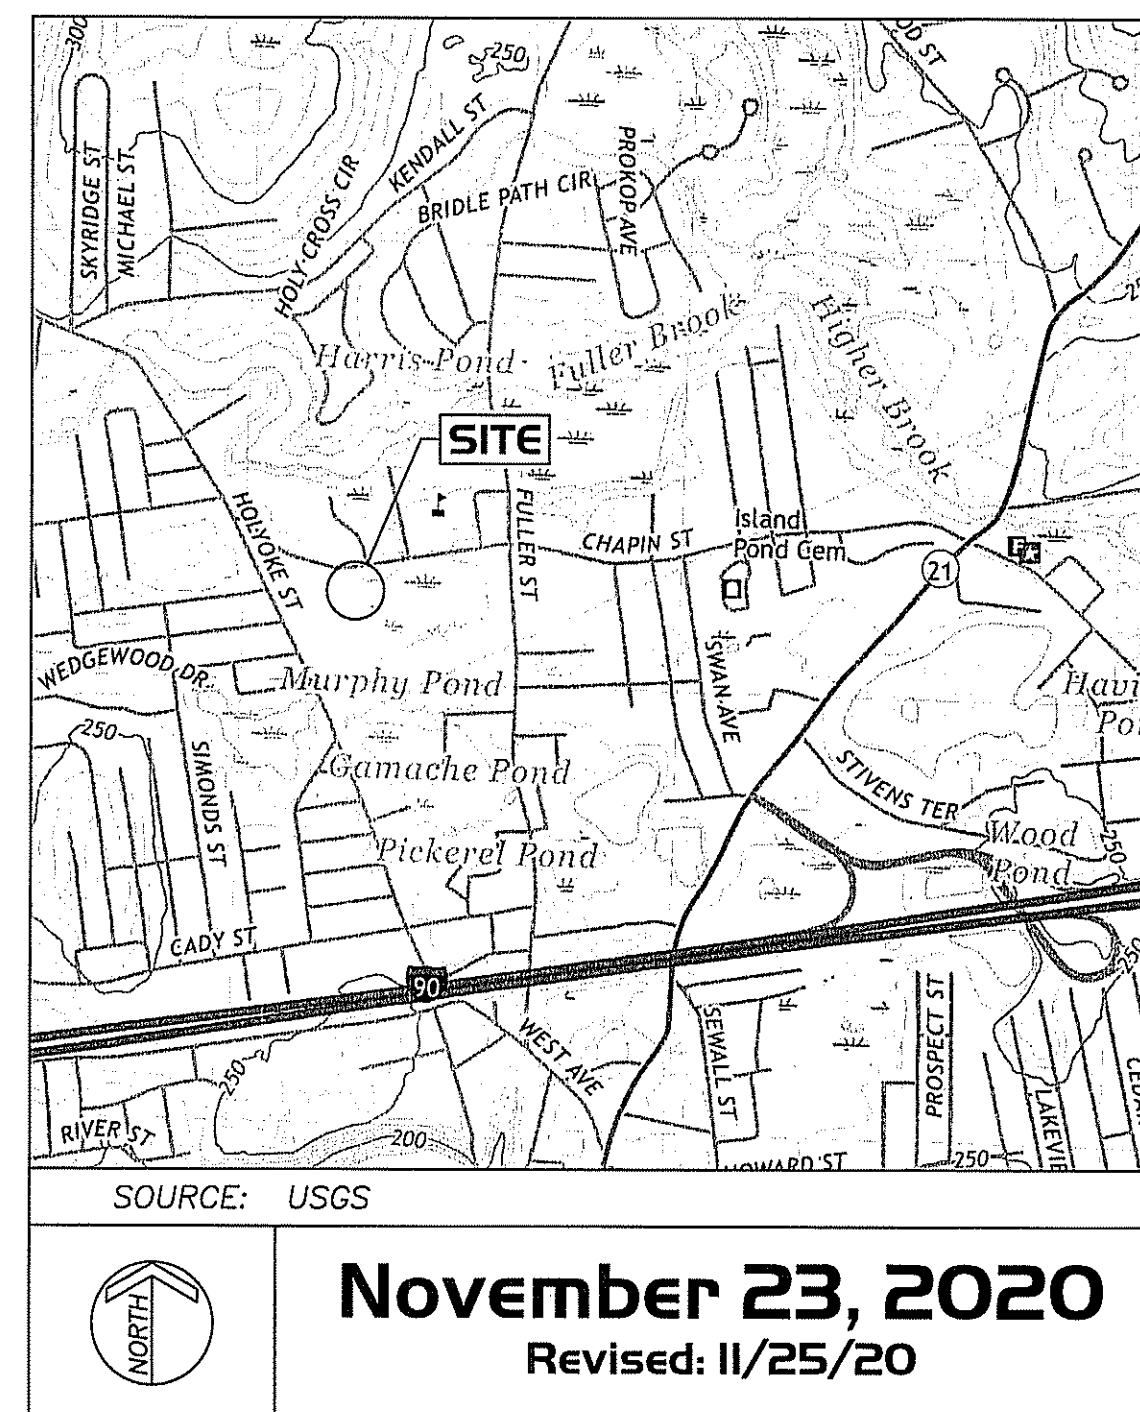 300
250
OD ST
KENDALL ST
PROKOP AVE
SKYRIDGE ST
MICHAEL ST
HOLY CROSS CIR
BRIDLE PATH CIR
Harris Pond
Fuller Brook
Higher Brook
SITE
HOLYOKE ST
FULLER ST
CHAPIN ST
Island
Pond Cem
21
WEDGEWOOD DR.
Murphy Pond
SWAN AVE
250
SIMONDS ST
Gamache Pond
STIVENS TER
Pickerel Pond
Wood
Pond
250
CADY ST
90
250
SEWALL ST
WEST AVE
PROSPECT ST
250
RIVER ST
200
HOWARD ST
250
LAKEVIE
SOURCE: USGS
NORTH
November 23, 2020
Revised: 11/25/20